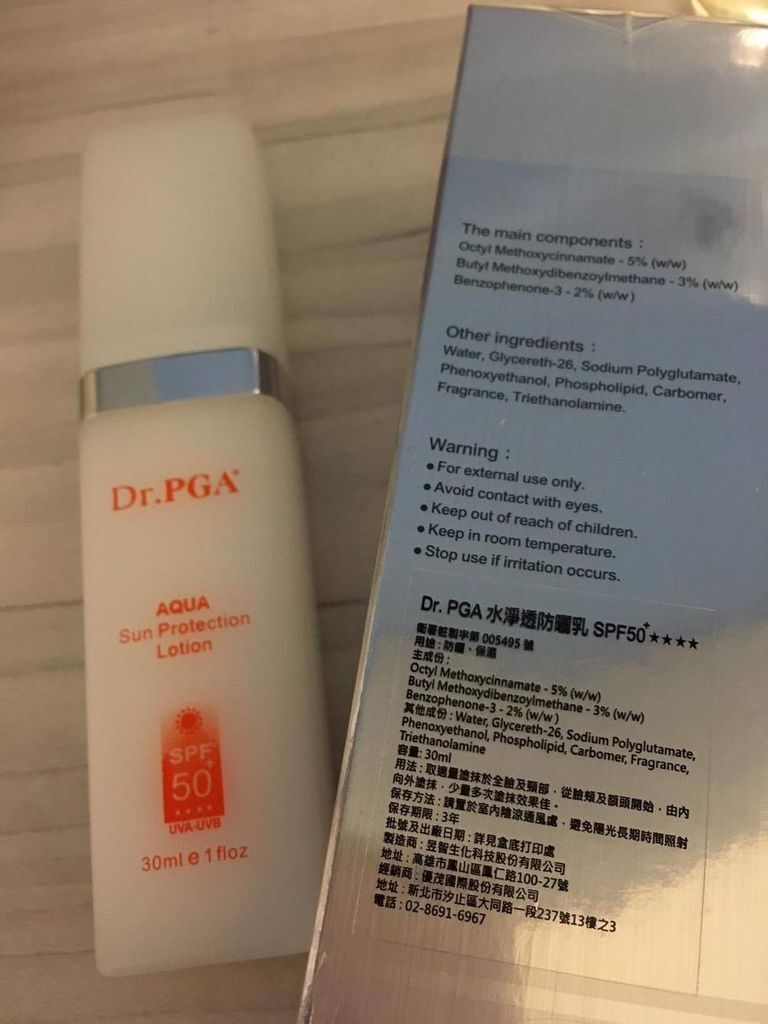 Dr.PGA®
AQUA
Sun Protection
Lotion
SPF
50
UVA-UVB
30ml e 1floz
The main components :
Octyl Methoxycinnamate - 5% (w/w)
Butyl Methoxydibenzoylmethane - 3% (w/w)
Benzophenone-3 - 2% (w/w)
Other ingredients :
Water, Glycereth-26, Sodium Polyglutamate,
Phenoxyethanol, Phospholipid, Carbomer,
Fragrance, Triethanolamine.
Warning :
• For external use only.
• Avoid contact with eyes.
• Keep out of reach of children.
• Keep in room temperature.
• Stop use if irritation occurs.
Dr. PGA 水淨透防曬乳 SPF50+★★★★
衛署粧製字第 005495 號
用途 : 防曬、保濕
主成份 :
Octyl Methoxycinnamate - 5% (w/w)
Butyl Methoxydibenzoylmethane - 3% (w/w)
Benzophenone-3 - 2% (w/w)
其他成份 : Water, Glycereth-26, Sodium Polyglutamate,
Phenoxyethanol, Phospholipid, Carbomer, Fragrance,
Triethanolamine
容量 : 30ml
用法 : 取適量塗抹於全臉及頸部，從臉頰及額頭開始，由內
向外塗抹，少量多次塗抹效果佳。
保存方法 : 請置於室內陰涼通風處，避免陽光長期時間照射
保存期限 : 3年
批號及出廠日期 : 詳見盒底打印處
製造商 : 昱智生化科技股份有限公司
地址 : 高雄市鳳山區鳳仁路100-27號
經銷商 : 優茂國際股份有限公司
地址 : 新北市汐止區大同路一段237號13樓之3
電話 : 02-8691-6967